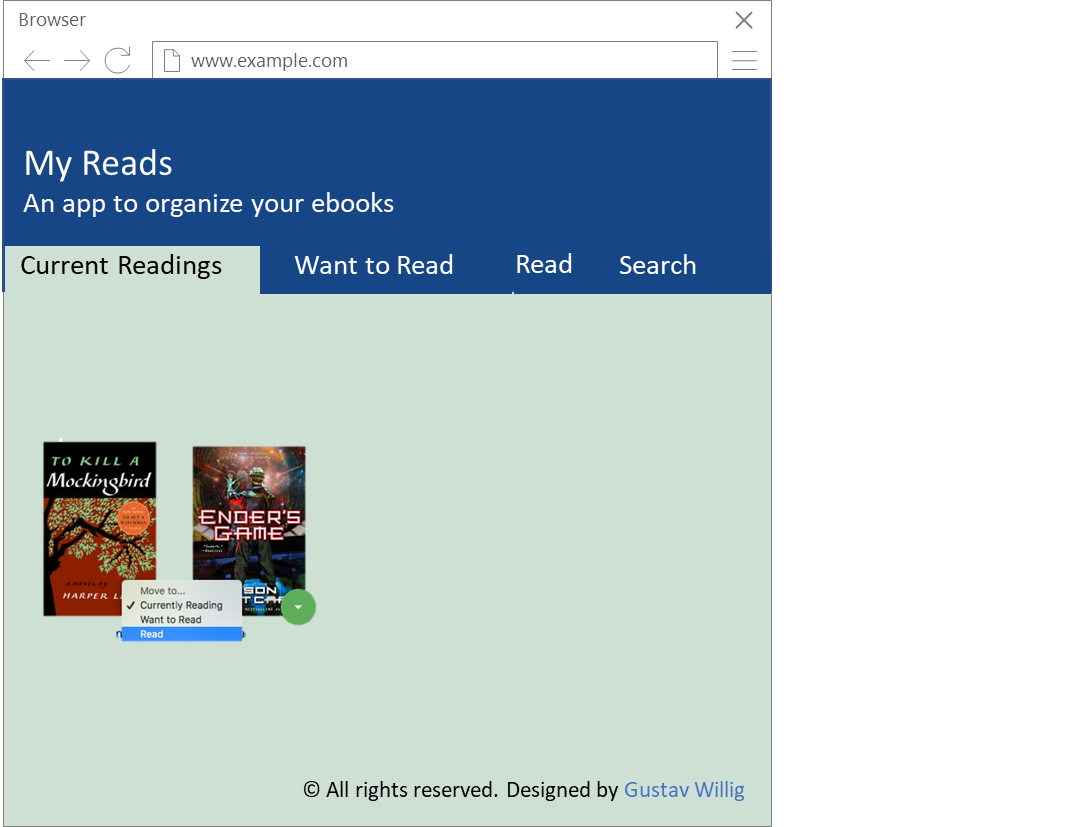 Browser
www.example.com
My Reads
An app to organize your ebooks
Current Readings
Want to Read
Read
Search
TO KILL A
Mockingbird
A NOVEL BY
HARPER
ENDER'S
GAME
Move to...
✓ Currently Reading
Want to Read
Read
© All rights reserved. Designed by Gustav Willig